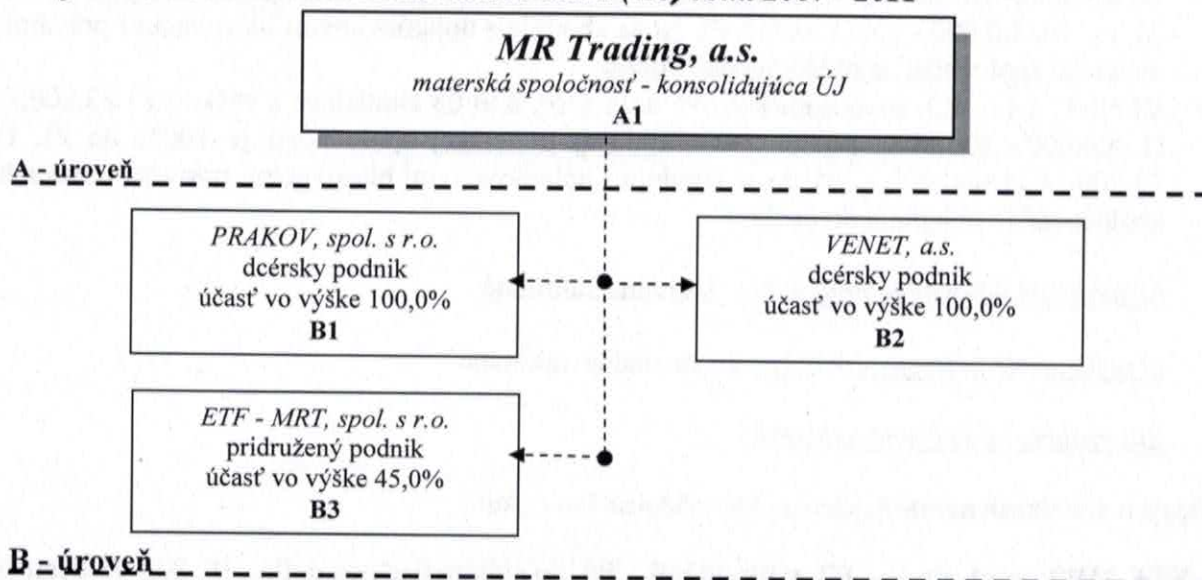 MR Trading, a.s.
materská spoločnosť - konsolidujúca ÚJ
A1
A - úroveň
PRAKOV, spol. s r.o.
dcérsky podnik
účasť vo výške 100,0%
B1
VENET, a.s.
dcérsky podnik
účasť vo výške 100,0%
B2
ETF - MRT, spol. s r.o.
pridružený podnik
účasť vo výške 45,0%
B3
B - úroveň